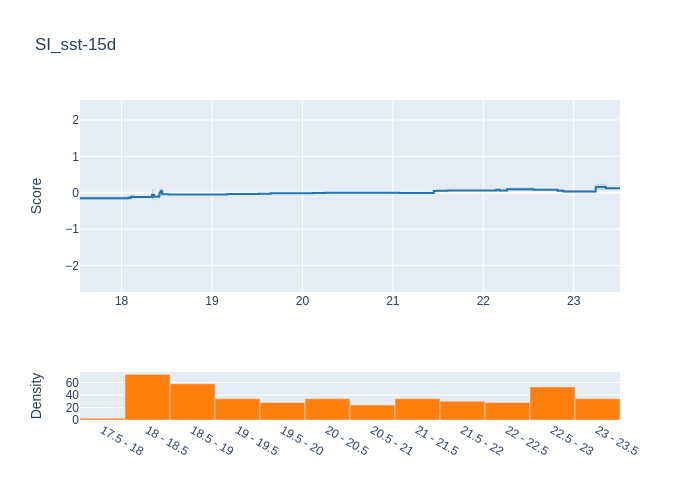 SI_sst-15d
Score
2
1
0
−1
−2
18 19 20 21 22 23
Density
60
40
20
0
17.5 - 18
18 - 18.5
18.5 - 19
19 - 19.5
19.5 - 20
20 - 20.5
20.5 - 21
21 - 21.5
21.5 - 22
22 - 22.5
22.5 - 23
23 - 23.5